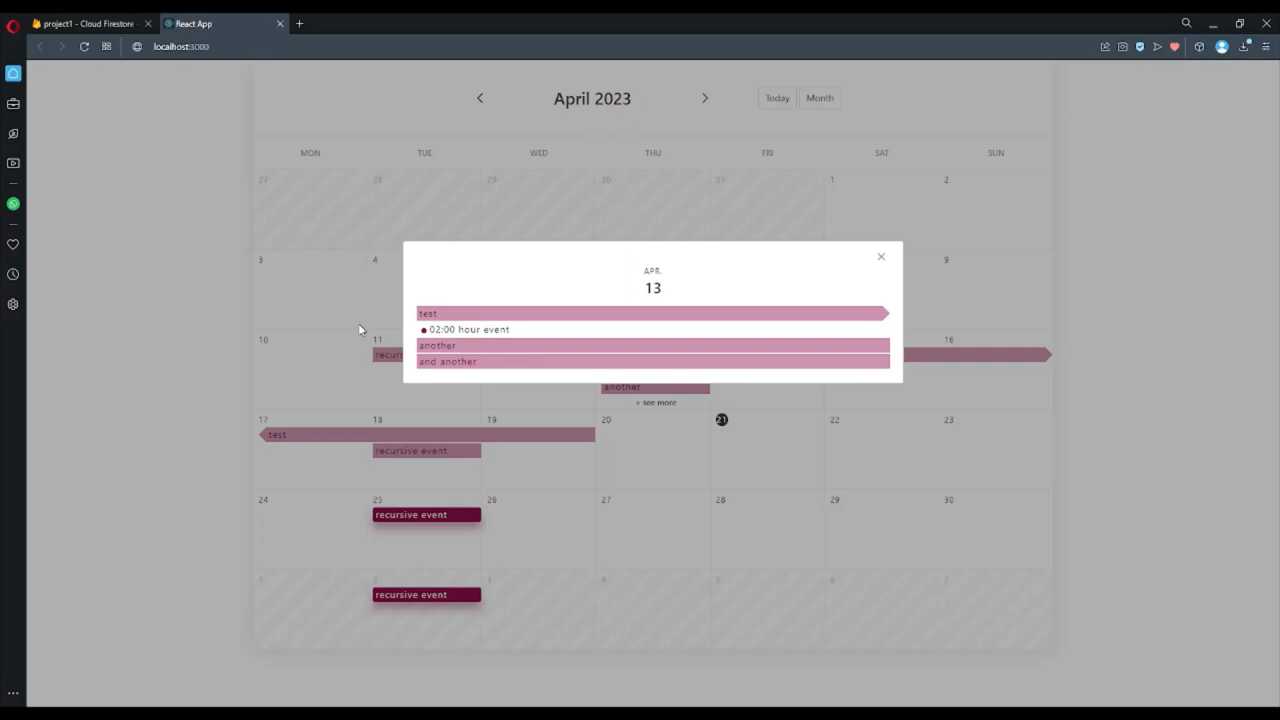 project1 - Cloud Firestore
React App
localhost:3000
April 2023
Today
Month
MON TUE WED THU FRI SAT SUN
27 28 29 30 31 1 2
3 4 9
APR.
13
test
02:00 hour event
another
and another
10 11 16
recurs
another
+ see more
17 18 19 20 21 22 23
test
recursive event
24 25 26 27 28 29 30
recursive event
1 2 3 4 5 6 7
recursive event